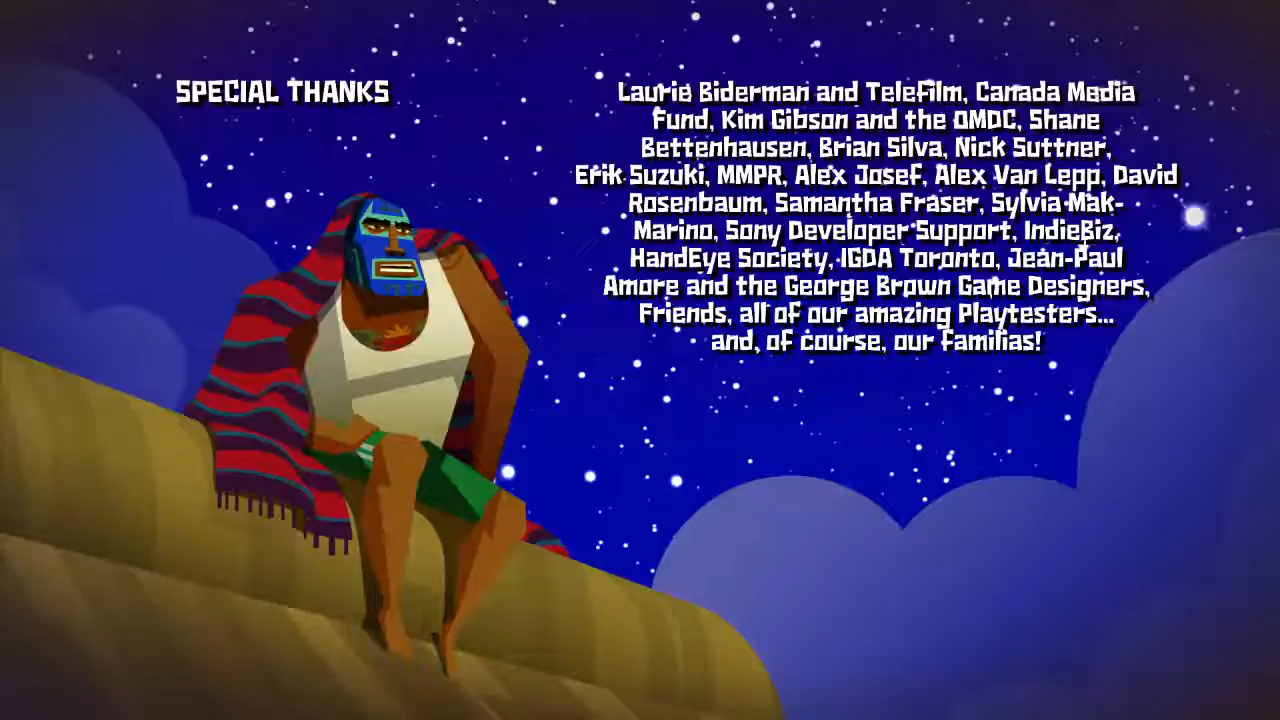 SPECIAL THANKS
Laurie Biderman and TeleFilm, Canada Media
Fund, Kim Gibson and the OMDC, Shane
Bettenhausen, Brian Silva, Nick Suttner,
Erik Suzuki, MMPR, Alex Josef, Alex Van Lepp, David
Rosenbaum, Samantha Fraser, Sylvia Mak-
Marino, Sony Developer Support, IndieBiz,
HandEye Society, IGDA Toronto, Jean-Paul
Amore and the George Brown Game Designers,
Friends, all of our amazing Playtesters...
and, of course, our familias!